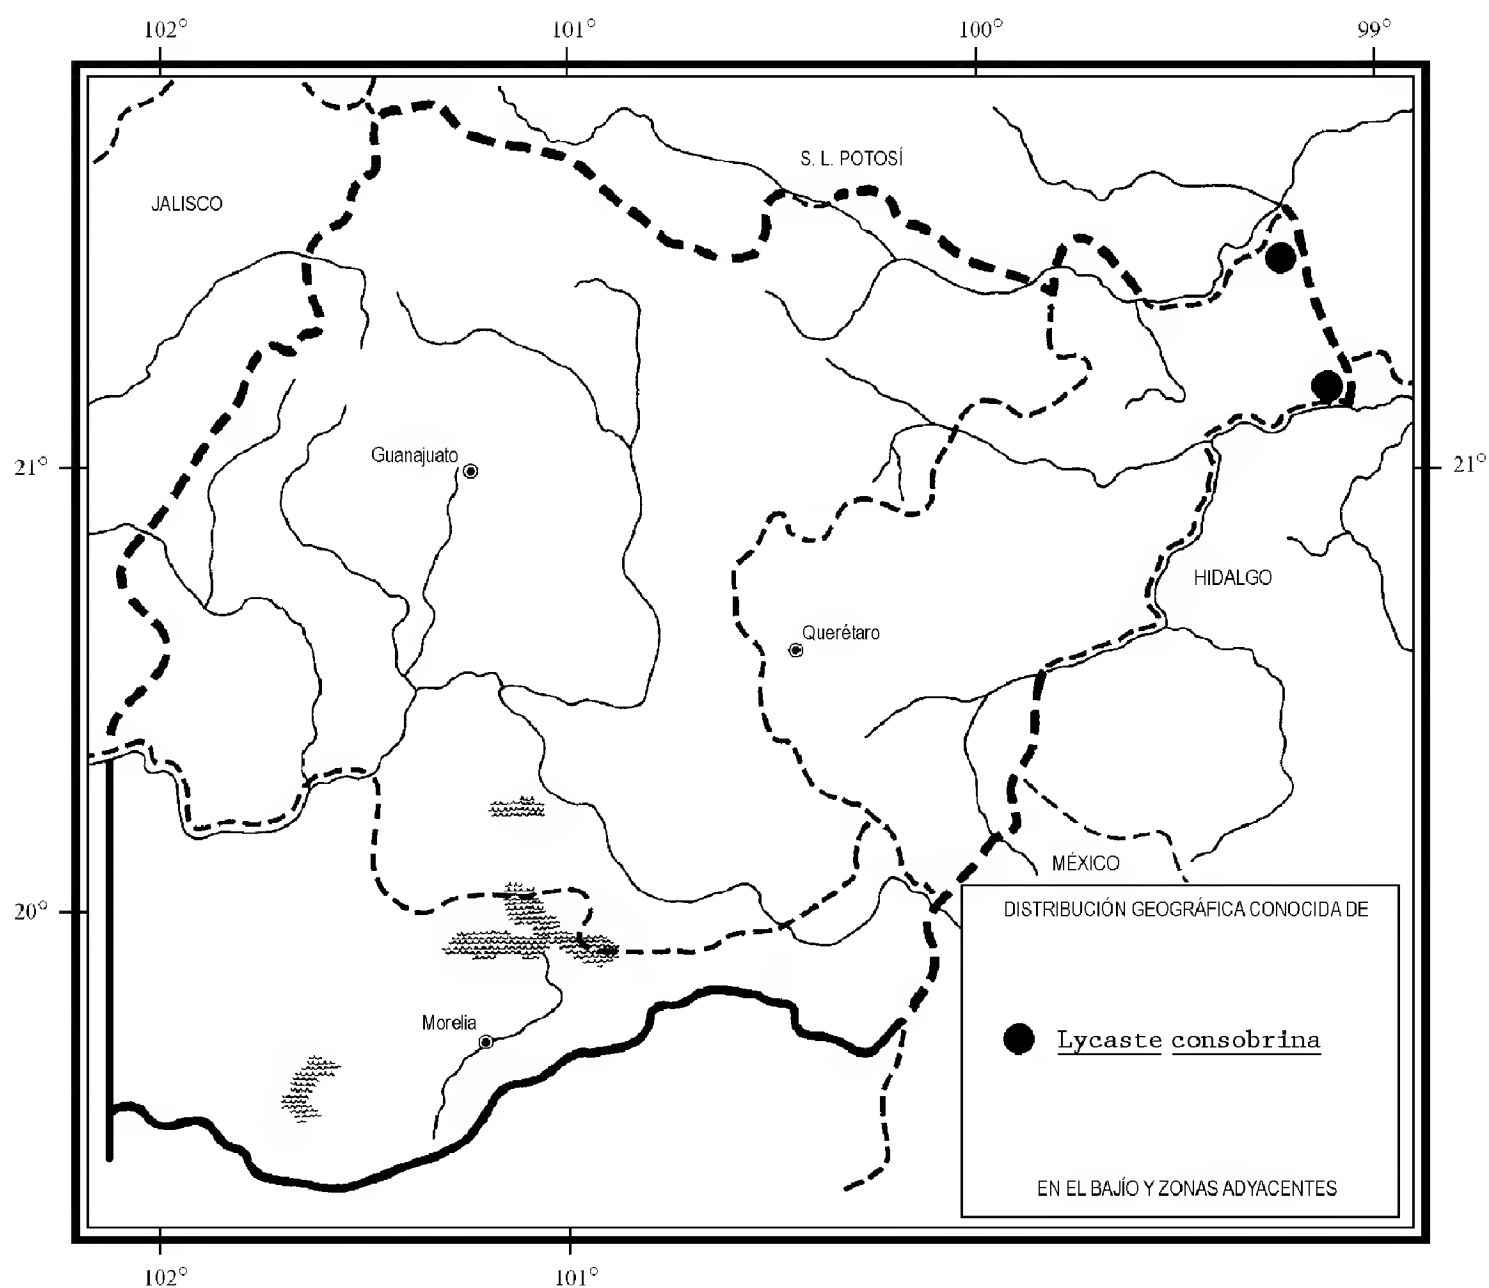 102° 101° 100° 99°
S. L. POTOSÍ
JALISCO
Guanajuato
21° 21°
HIDALGO
Querétaro
MÉXICO
20°
DISTRIBUCIÓN GEOGRÁFICA CONOCIDA DE
Morelia
Lycaste consobrina
EN EL BAJÍO Y ZONAS ADYACENTES
102° 101°